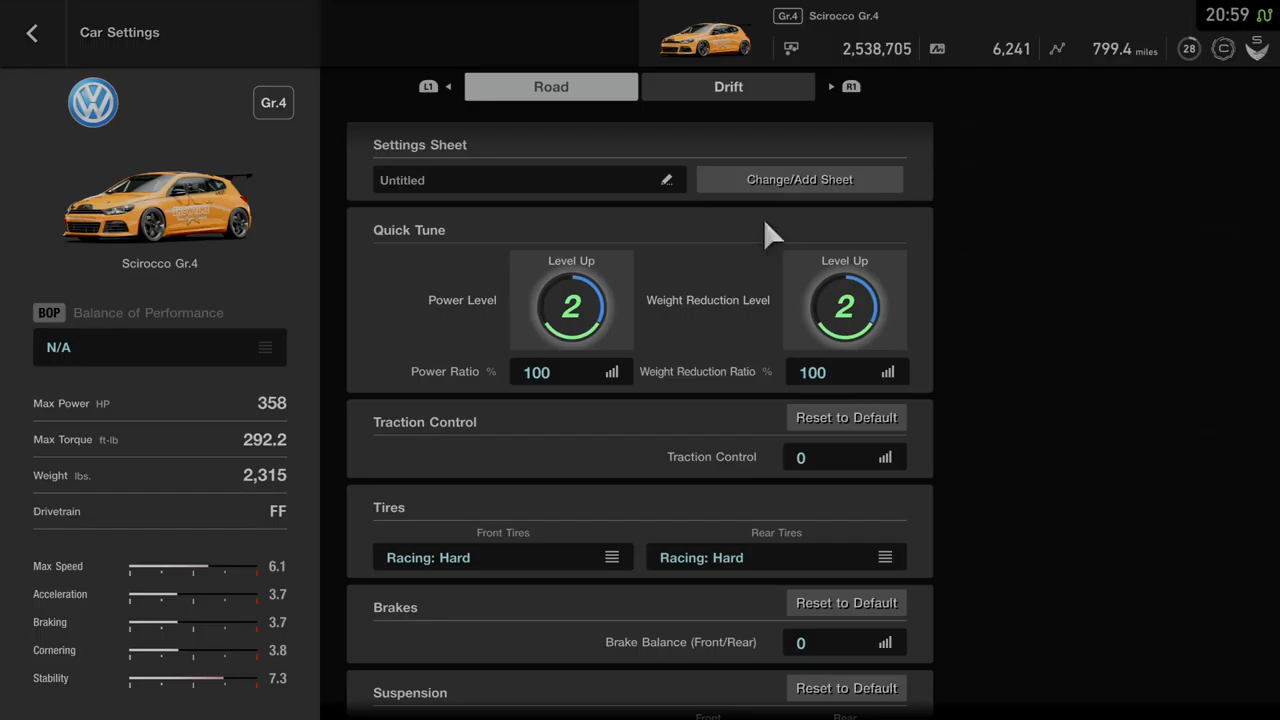 Car Settings
Gr.4 Scirocco Gr.4
2,538,705
6,241
799.4 miles
28
C
S
20:59
Gr.4
Scirocco Gr.4
BOP Balance of Performance
N/A
Max Power HP 358
Max Torque ft-lb 292.2
Weight lbs. 2,315
Drivetrain FF
Max Speed 6.1
Acceleration 3.7
Braking 3.7
Cornering 3.8
Stability 7.3
L1 Road Drift R1
Settings Sheet
Untitled Change/Add Sheet
Quick Tune
Level Up Level Up
Power Level 2 Weight Reduction Level 2
Power Ratio % 100 Weight Reduction Ratio % 100
Traction Control Reset to Default
Traction Control 0
Tires
Front Tires Rear Tires
Racing: Hard Racing: Hard
Brakes Reset to Default
Brake Balance (Front/Rear) 0
Suspension Reset to Default
Front Rear